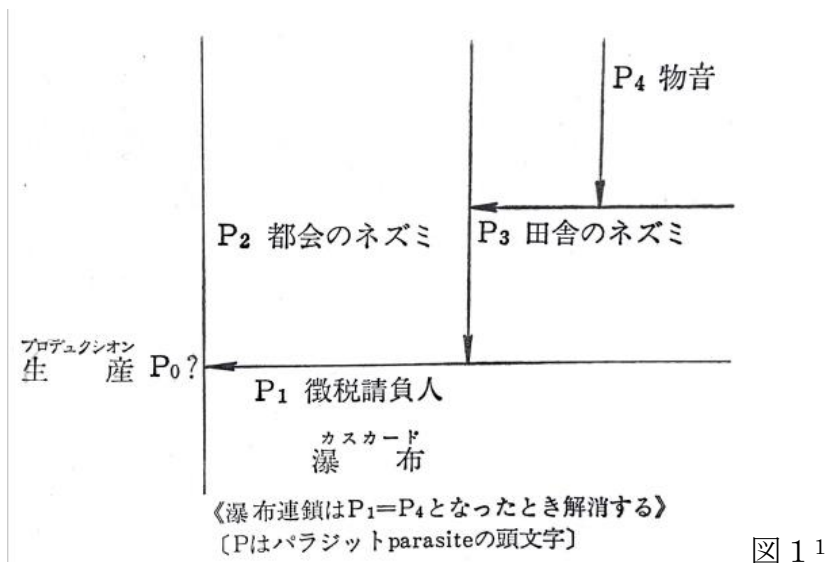 P4 物音
P2 都会のネズミ
P3 田舎のネズミ
プロデュクシオン
生産 P0?
P1 徴税請負人
カスカード
瀑布
《瀑布連鎖はP1=P4となったとき解消する》
〔Pはパラジットparasiteの頭文字〕
図 1 1